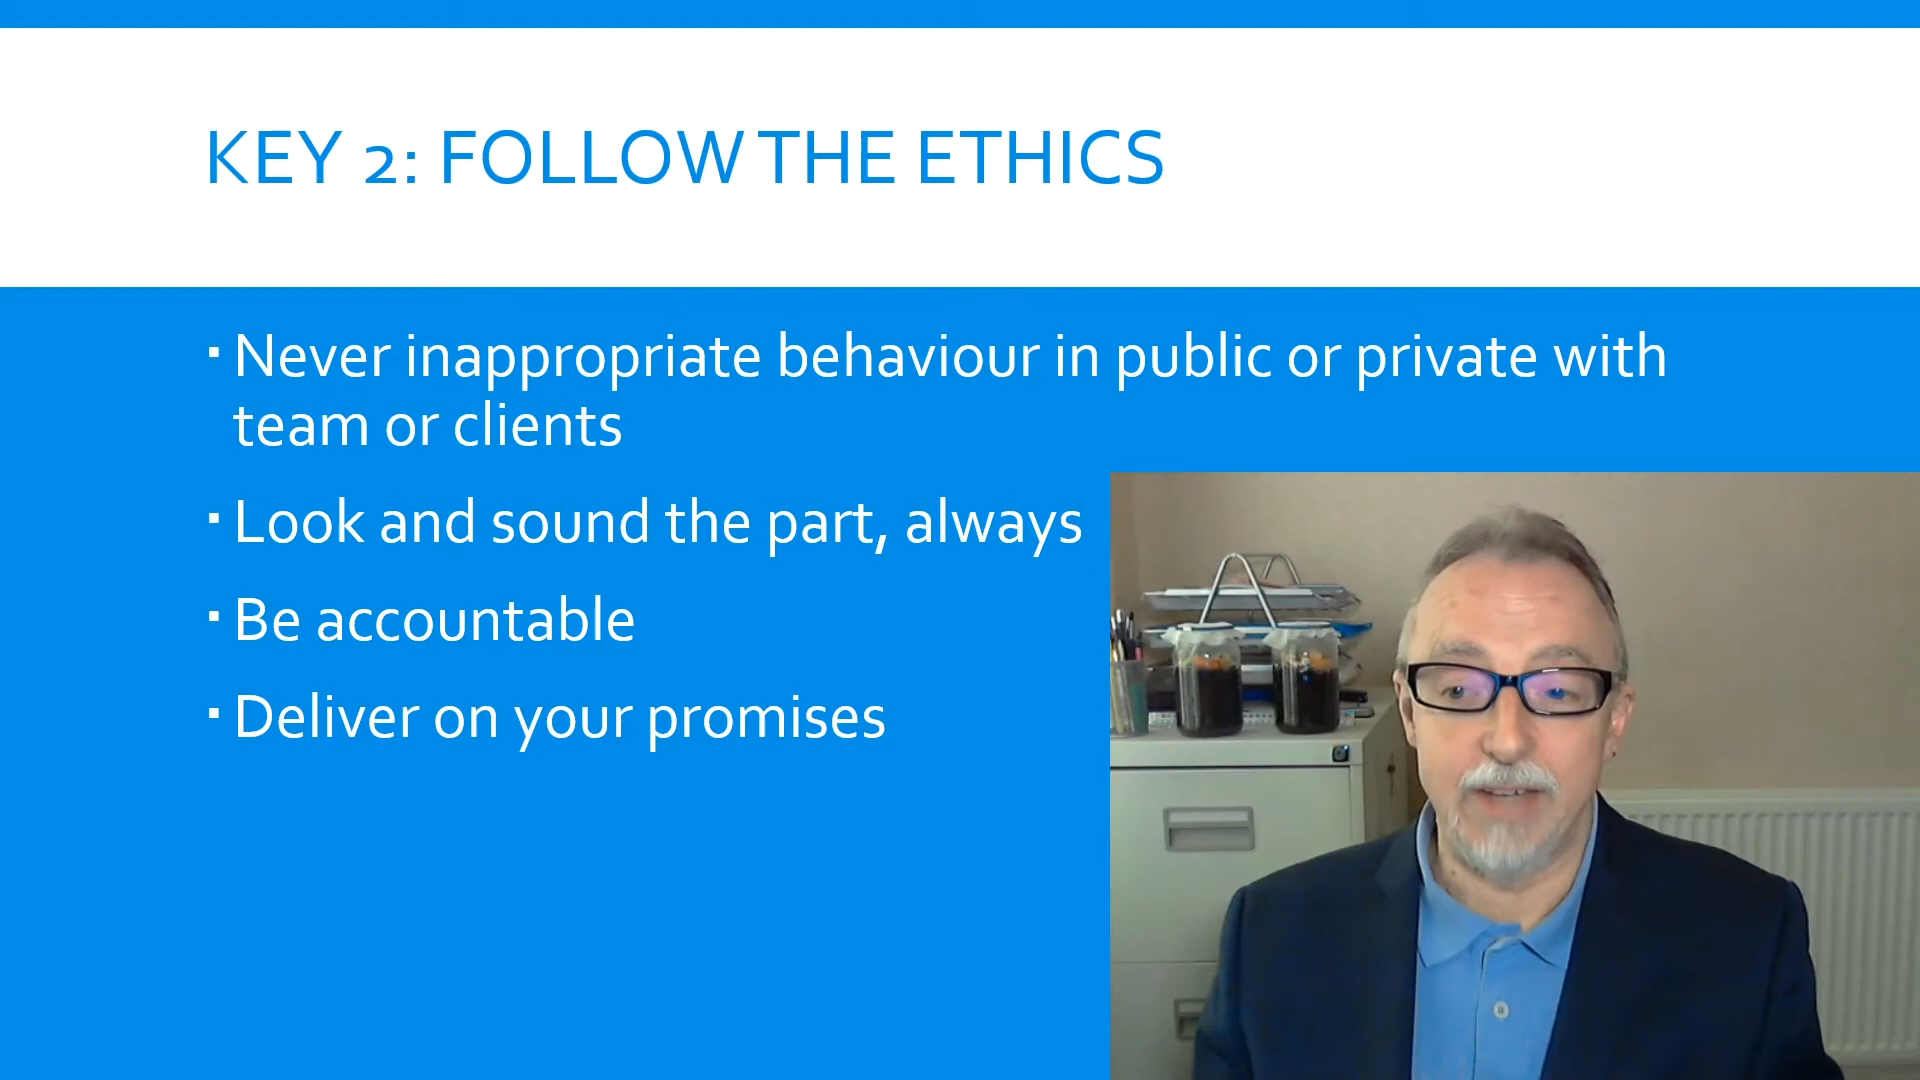 KEY 2: FOLLOW THE ETHICS
▪ Never inappropriate behaviour in public or private with
team or clients
▪ Look and sound the part, always
▪ Be accountable
▪ Deliver on your promises